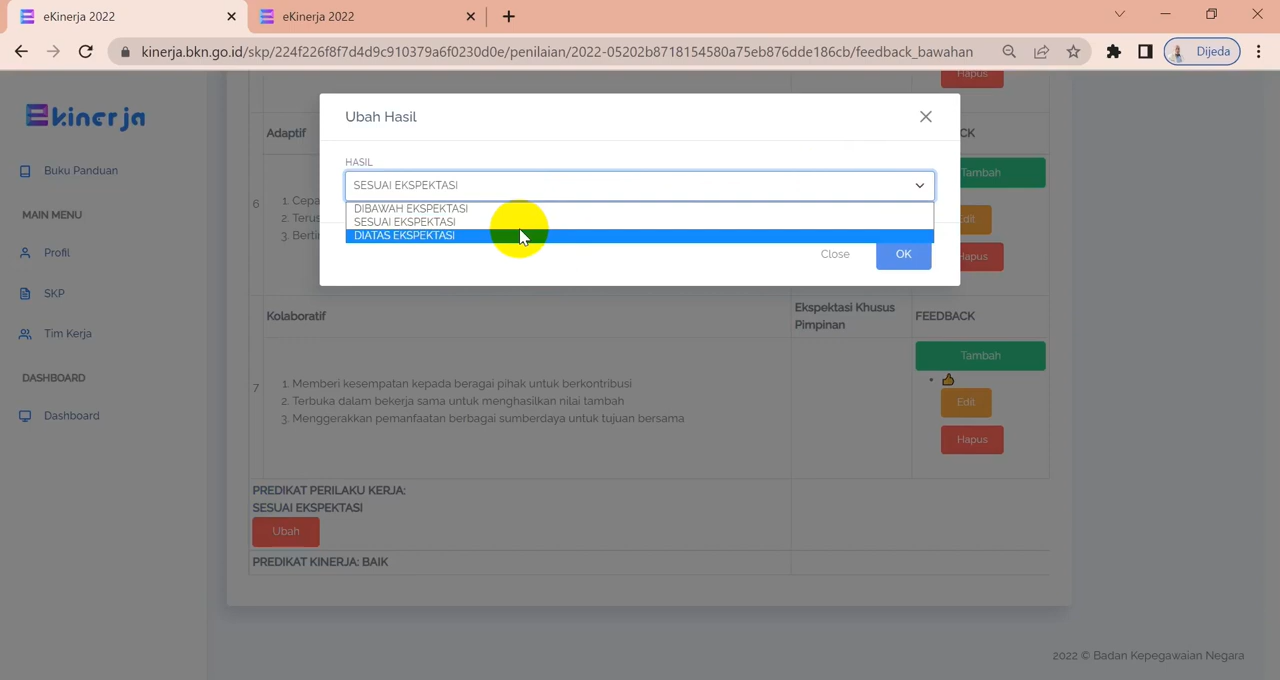 eKinerja 2022
eKinerja 2022
kinerja.bkn.go.id/skp/224f226f8f7d4d9c910379a6f0230d0e/penilaian/2022-05202b8718154580a75eb876dde186cb/feedback_bawahan
Dijeda
Ekinerja
Buku Panduan
MAIN MENU
Profil
SKP
Tim Kerja
DASHBOARD
Dashboard
Hapus
Adaptif
Ubah Hasil
HASIL
SESUAI EKSPEKTASI
DIBAWAH EKSPEKTASI
SESUAI EKSPEKTASI
DIATAS EKSPEKTASI
Close
OK
Tambah
6
1. Cepa
2. Terus
3. Bertin
Hapus
Kolaboratif
Ekspektasi Khusus
Pimpinan
FEEDBACK
Tambah
7
1. Memberi kesempatan kepada beragai pihak untuk berkontribusi
2. Terbuka dalam bekerja sama untuk menghasilkan nilai tambah
3. Menggerakkan pemanfaatan berbagai sumberdaya untuk tujuan bersama
Edit
Hapus
PREDIKAT PERILAKU KERJA:
SESUAI EKSPEKTASI
Ubah
PREDIKAT KINERJA: BAIK
2022 © Badan Kepegawaian Negara